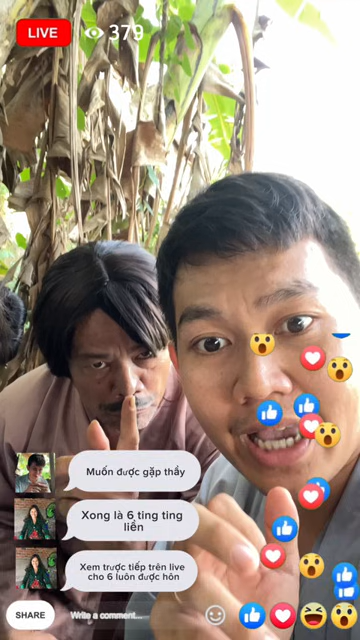 LIVE
379
Muốn được gặp thầy
Xong là 6 ting ting
liền
Xem trược tiếp trên live
cho 6 luôn được hôn
SHARE
Write a comment...